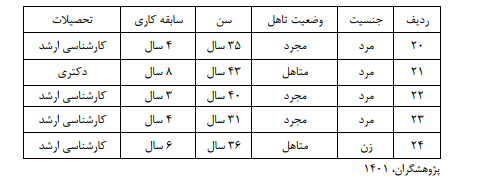 ردیف جنسیت وضعیت تاهل سن سابقه کاری تحصیلات
۲۰ مرد مجرد ۳۵ سال ۴ سال کارشناسی ارشد
۲۱ مرد متاهل ۴۳ سال ۸ سال دکتری
۲۲ مرد مجرد ۴۰ سال ۳ سال کارشناسی ارشد
۲۳ مرد مجرد ۳۱ سال ۴ سال کارشناسی ارشد
۲۴ زن متاهل ۳۶ سال ۶ سال کارشناسی ارشد
پژوهشگران، ۱۴۰۱